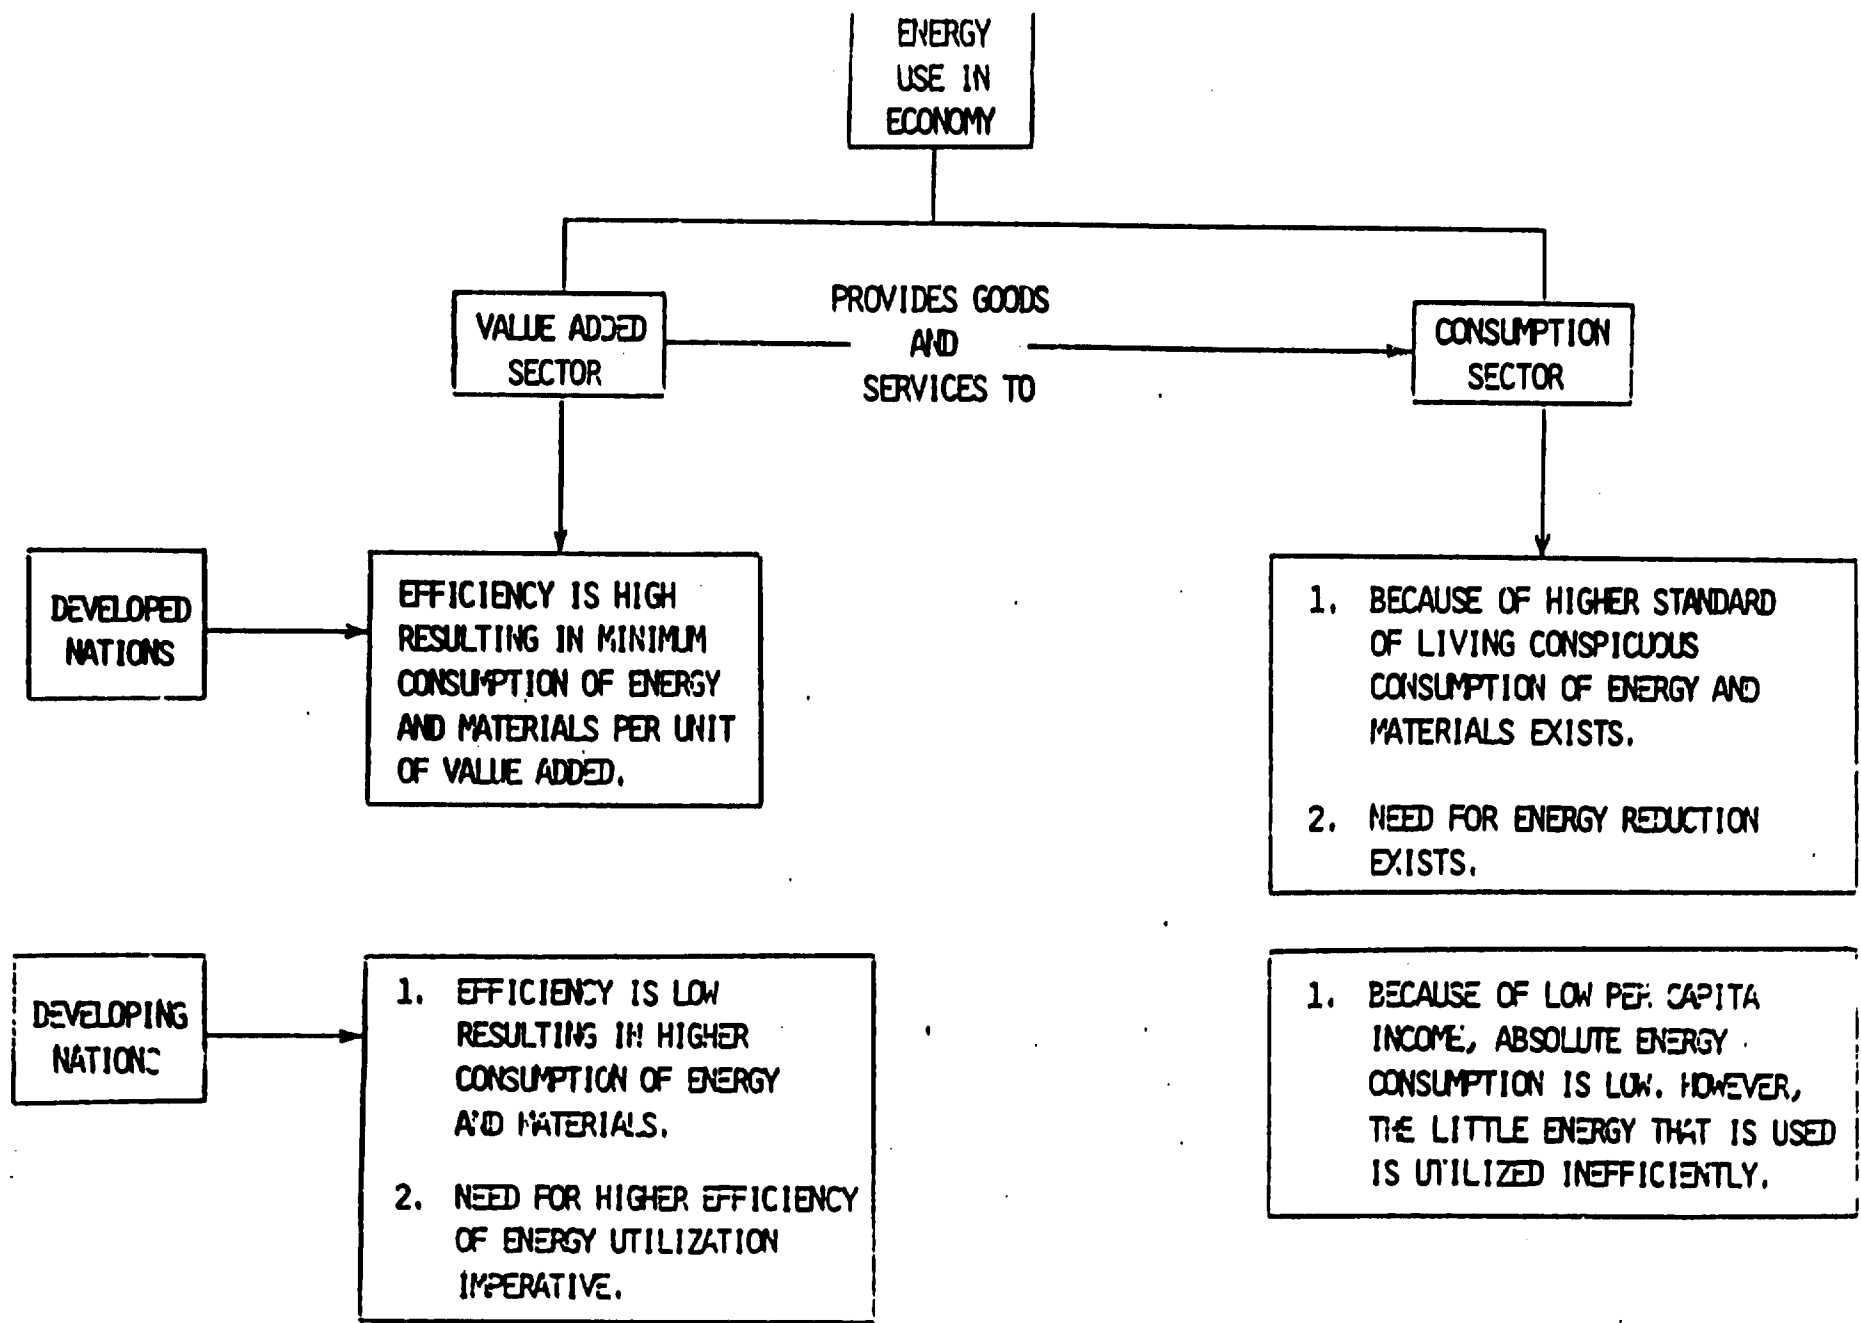 ENERGY
USE IN
ECONOMY
VALUE ADDED
SECTOR
PROVIDES GOODS
AND
SERVICES TO
CONSUMPTION
SECTOR
DEVELOPED
NATIONS
EFFICIENCY IS HIGH
RESULTING IN MINIMUM
CONSUMPTION OF ENERGY
AND MATERIALS PER UNIT
OF VALUE ADDED.
1. BECAUSE OF HIGHER STANDARD
OF LIVING CONSPICUOUS
CONSUMPTION OF ENERGY AND
MATERIALS EXISTS.
2. NEED FOR ENERGY REDUCTION
EXISTS.
DEVELOPING
NATIONS
1. EFFICIENCY IS LOW
RESULTING IN HIGHER
CONSUMPTION OF ENERGY
AND MATERIALS.
2. NEED FOR HIGHER EFFICIENCY
OF ENERGY UTILIZATION
IMPERATIVE.
1. BECAUSE OF LOW PER CAPITA
INCOME, ABSOLUTE ENERGY
CONSUMPTION IS LOW. HOWEVER,
THE LITTLE ENERGY THAT IS USED
IS UTILIZED INEFFICIENTLY.